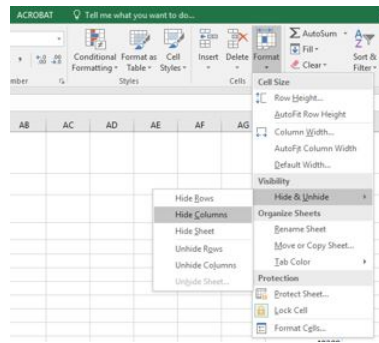 ACROBAT Tell me what you want to do...
AutoSum
Fill
Clear
Conditional Formatting
Format as Table
Cell Styles
Insert Delete Format
Sort & Filter
Styles
Cells
Cell Size
Row Height...
AutoFit Row Height
Column Width...
AutoFit Column Width
Default Width...
Visibility
Hide & Unhide
Organize Sheets
Rename Sheet
Move or Copy Sheet...
Tab Color
Protection
Protect Sheet...
Lock Cell
Format Cells...
Hide Rows
Hide Columns
Hide Sheet
Unhide Rows
Unhide Columns
Unhide Sheet...
AB AC AD AE AF AG